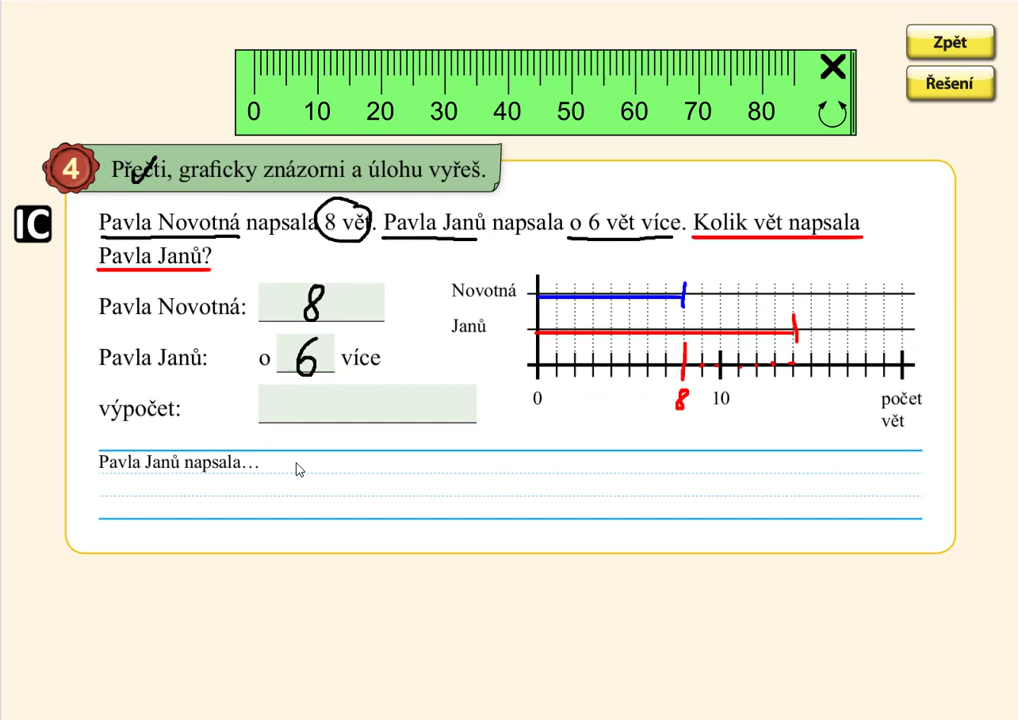 Zpět
Řešení
0 10 20 30 40 50 60 70 80
4 Přečti, graficky znázorni a úlohu vyřeš.
IC
Pavla Novotná napsala 8 vět. Pavla Janů napsala o 6 vět více. Kolik vět napsala
Pavla Janů?
Pavla Novotná: 8
Pavla Janů: o 6 více
výpočet:
Novotná
Janů
0 8 10 počet
vět
Pavla Janů napsala…